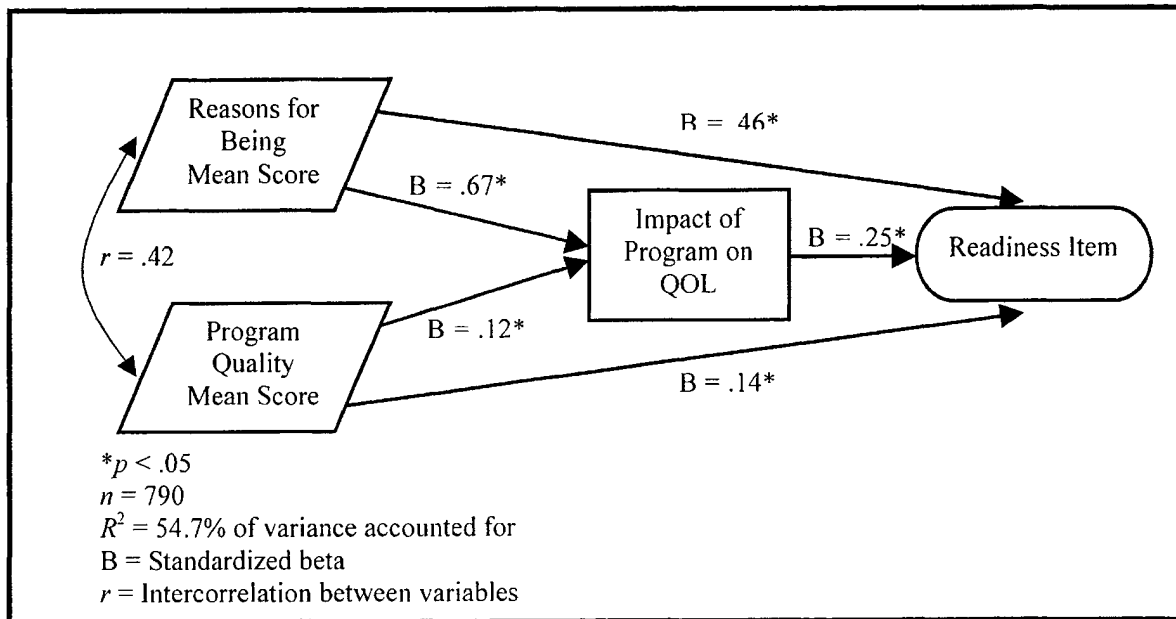 Reasons for
Being
Mean Score
B = .46*
B = .67*
Impact of
Program on
QOL
B = .25*
Readiness Item
r = .42
Program
Quality
Mean Score
B = .12*
B = .14*
*p < .05
n = 790
R² = 54.7% of variance accounted for
B = Standardized beta
r = Intercorrelation between variables